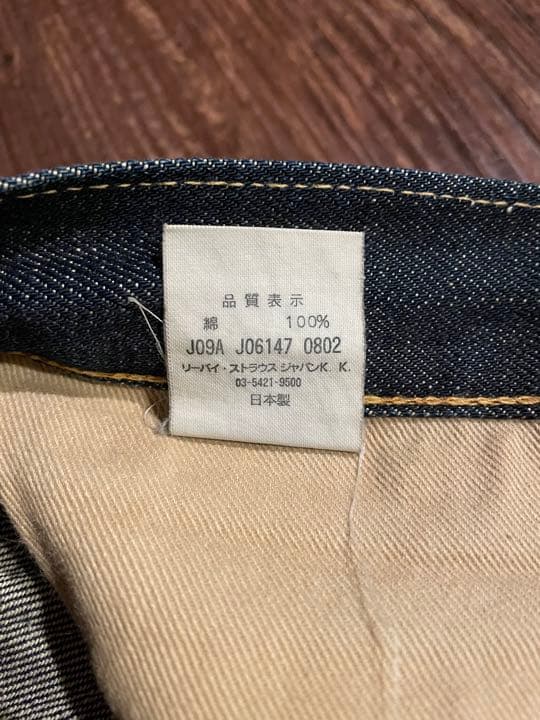 品質表示
綿 100%
J09A J06147 0802
リーバイ・ストラウス ジャパンK. K.
03-5421-9500
日本製